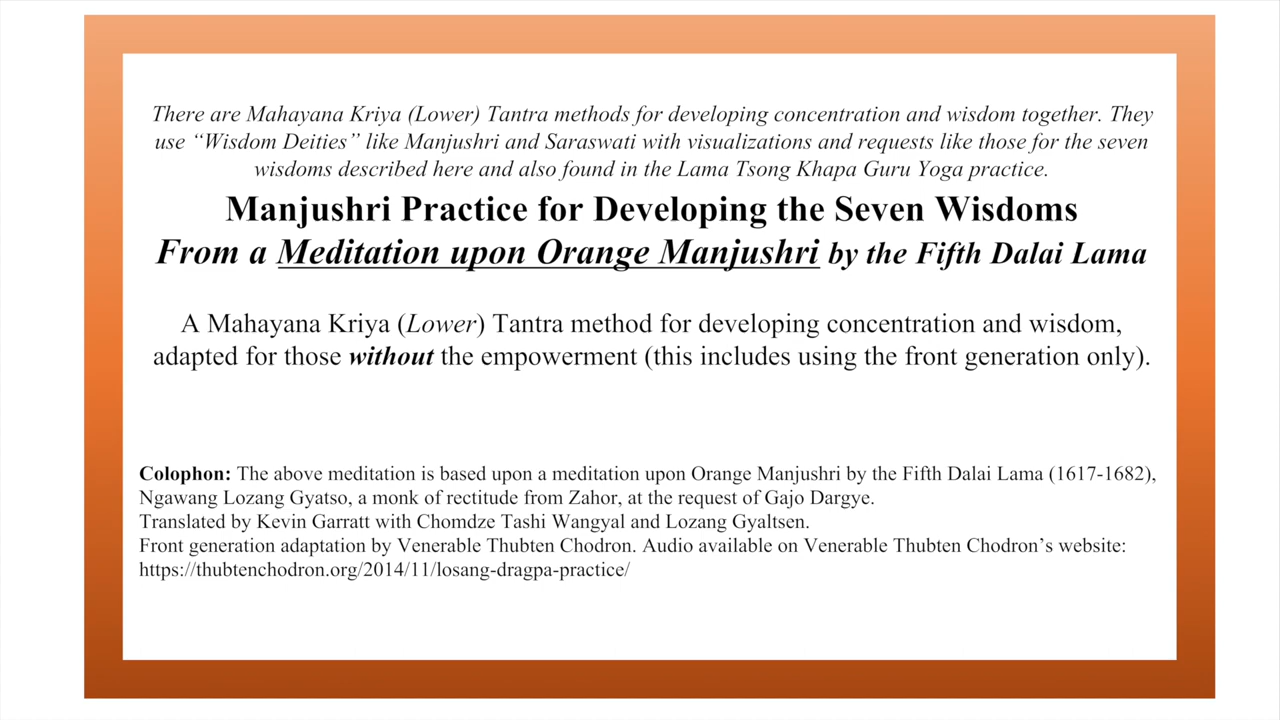 There are Mahayana Kriya (Lower) Tantra methods for developing concentration and wisdom together. They
use “Wisdom Deities” like Manjushri and Saraswati with visualizations and requests like those for the seven
wisdoms described here and also found in the Lama Tsong Khapa Guru Yoga practice.
Manjushri Practice for Developing the Seven Wisdoms
From a Meditation upon Orange Manjushri by the Fifth Dalai Lama
A Mahayana Kriya (Lower) Tantra method for developing concentration and wisdom,
adapted for those without the empowerment (this includes using the front generation only).
Colophon: The above meditation is based upon a meditation upon Orange Manjushri by the Fifth Dalai Lama (1617-1682),
Ngawang Lozang Gyatso, a monk of rectitude from Zahor, at the request of Gajo Dargye.
Translated by Kevin Garratt with Chomdze Tashi Wangyal and Lozang Gyaltsen.
Front generation adaptation by Venerable Thubten Chodron. Audio available on Venerable Thubten Chodron’s website:
https://thubtenchodron.org/2014/11/losang-dragpa-practice/